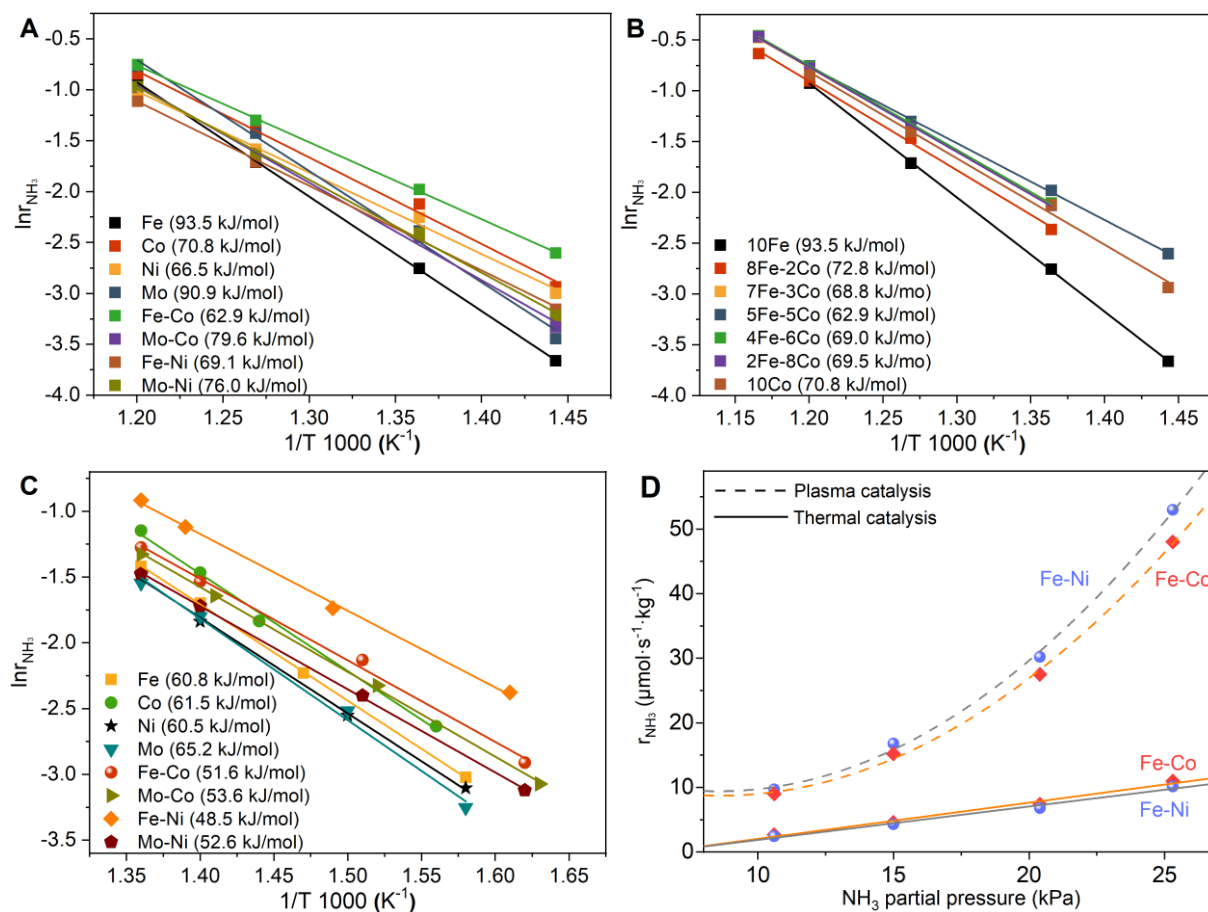 A
-0.5
-1.0
-1.5
-2.0
-2.5
-3.0
-3.5
-4.0
lnr NH₃
Fe (93.5 kJ/mol)
Co (70.8 kJ/mol)
Ni (66.5 kJ/mol)
Mo (90.9 kJ/mol)
Fe-Co (62.9 kJ/mol)
Mo-Co (79.6 kJ/mol)
Fe-Ni (69.1 kJ/mol)
Mo-Ni (76.0 kJ/mol)
1.20 1.25 1.30 1.35 1.40 1.45
1/T 1000 (K⁻¹)
B
-0.5
-1.0
-1.5
-2.0
-2.5
-3.0
-3.5
-4.0
lnr NH₃
10Fe (93.5 kJ/mol)
8Fe-2Co (72.8 kJ/mol)
7Fe-3Co (68.8 kJ/mo)
5Fe-5Co (62.9 kJ/mol)
4Fe-6Co (69.0 kJ/mol)
2Fe-8Co (69.5 kJ/mol)
10Co (70.8 kJ/mol)
1.15 1.20 1.25 1.30 1.35 1.40 1.45
1/T 1000 (K⁻¹)
C
-1.0
-1.5
-2.0
-2.5
-3.0
-3.5
lnr NH₃
Fe (60.8 kJ/mol)
Co (61.5 kJ/mol)
Ni (60.5 kJ/mol)
Mo (65.2 kJ/mol)
Fe-Co (51.6 kJ/mol)
Mo-Co (53.6 kJ/mol)
Fe-Ni (48.5 kJ/mol)
Mo-Ni (52.6 kJ/mol)
1.35 1.40 1.45 1.50 1.55 1.60
1/T 1000 (K⁻¹)
D
Plasma catalysis
Thermal catalysis
50
40
30
20
10
0
r NH₃ (μmol·s⁻¹·kg⁻¹)
Fe-Ni
Fe-Co
Fe-Co
Fe-Ni
10 15 20 25
NH₃ partial pressure (kPa)